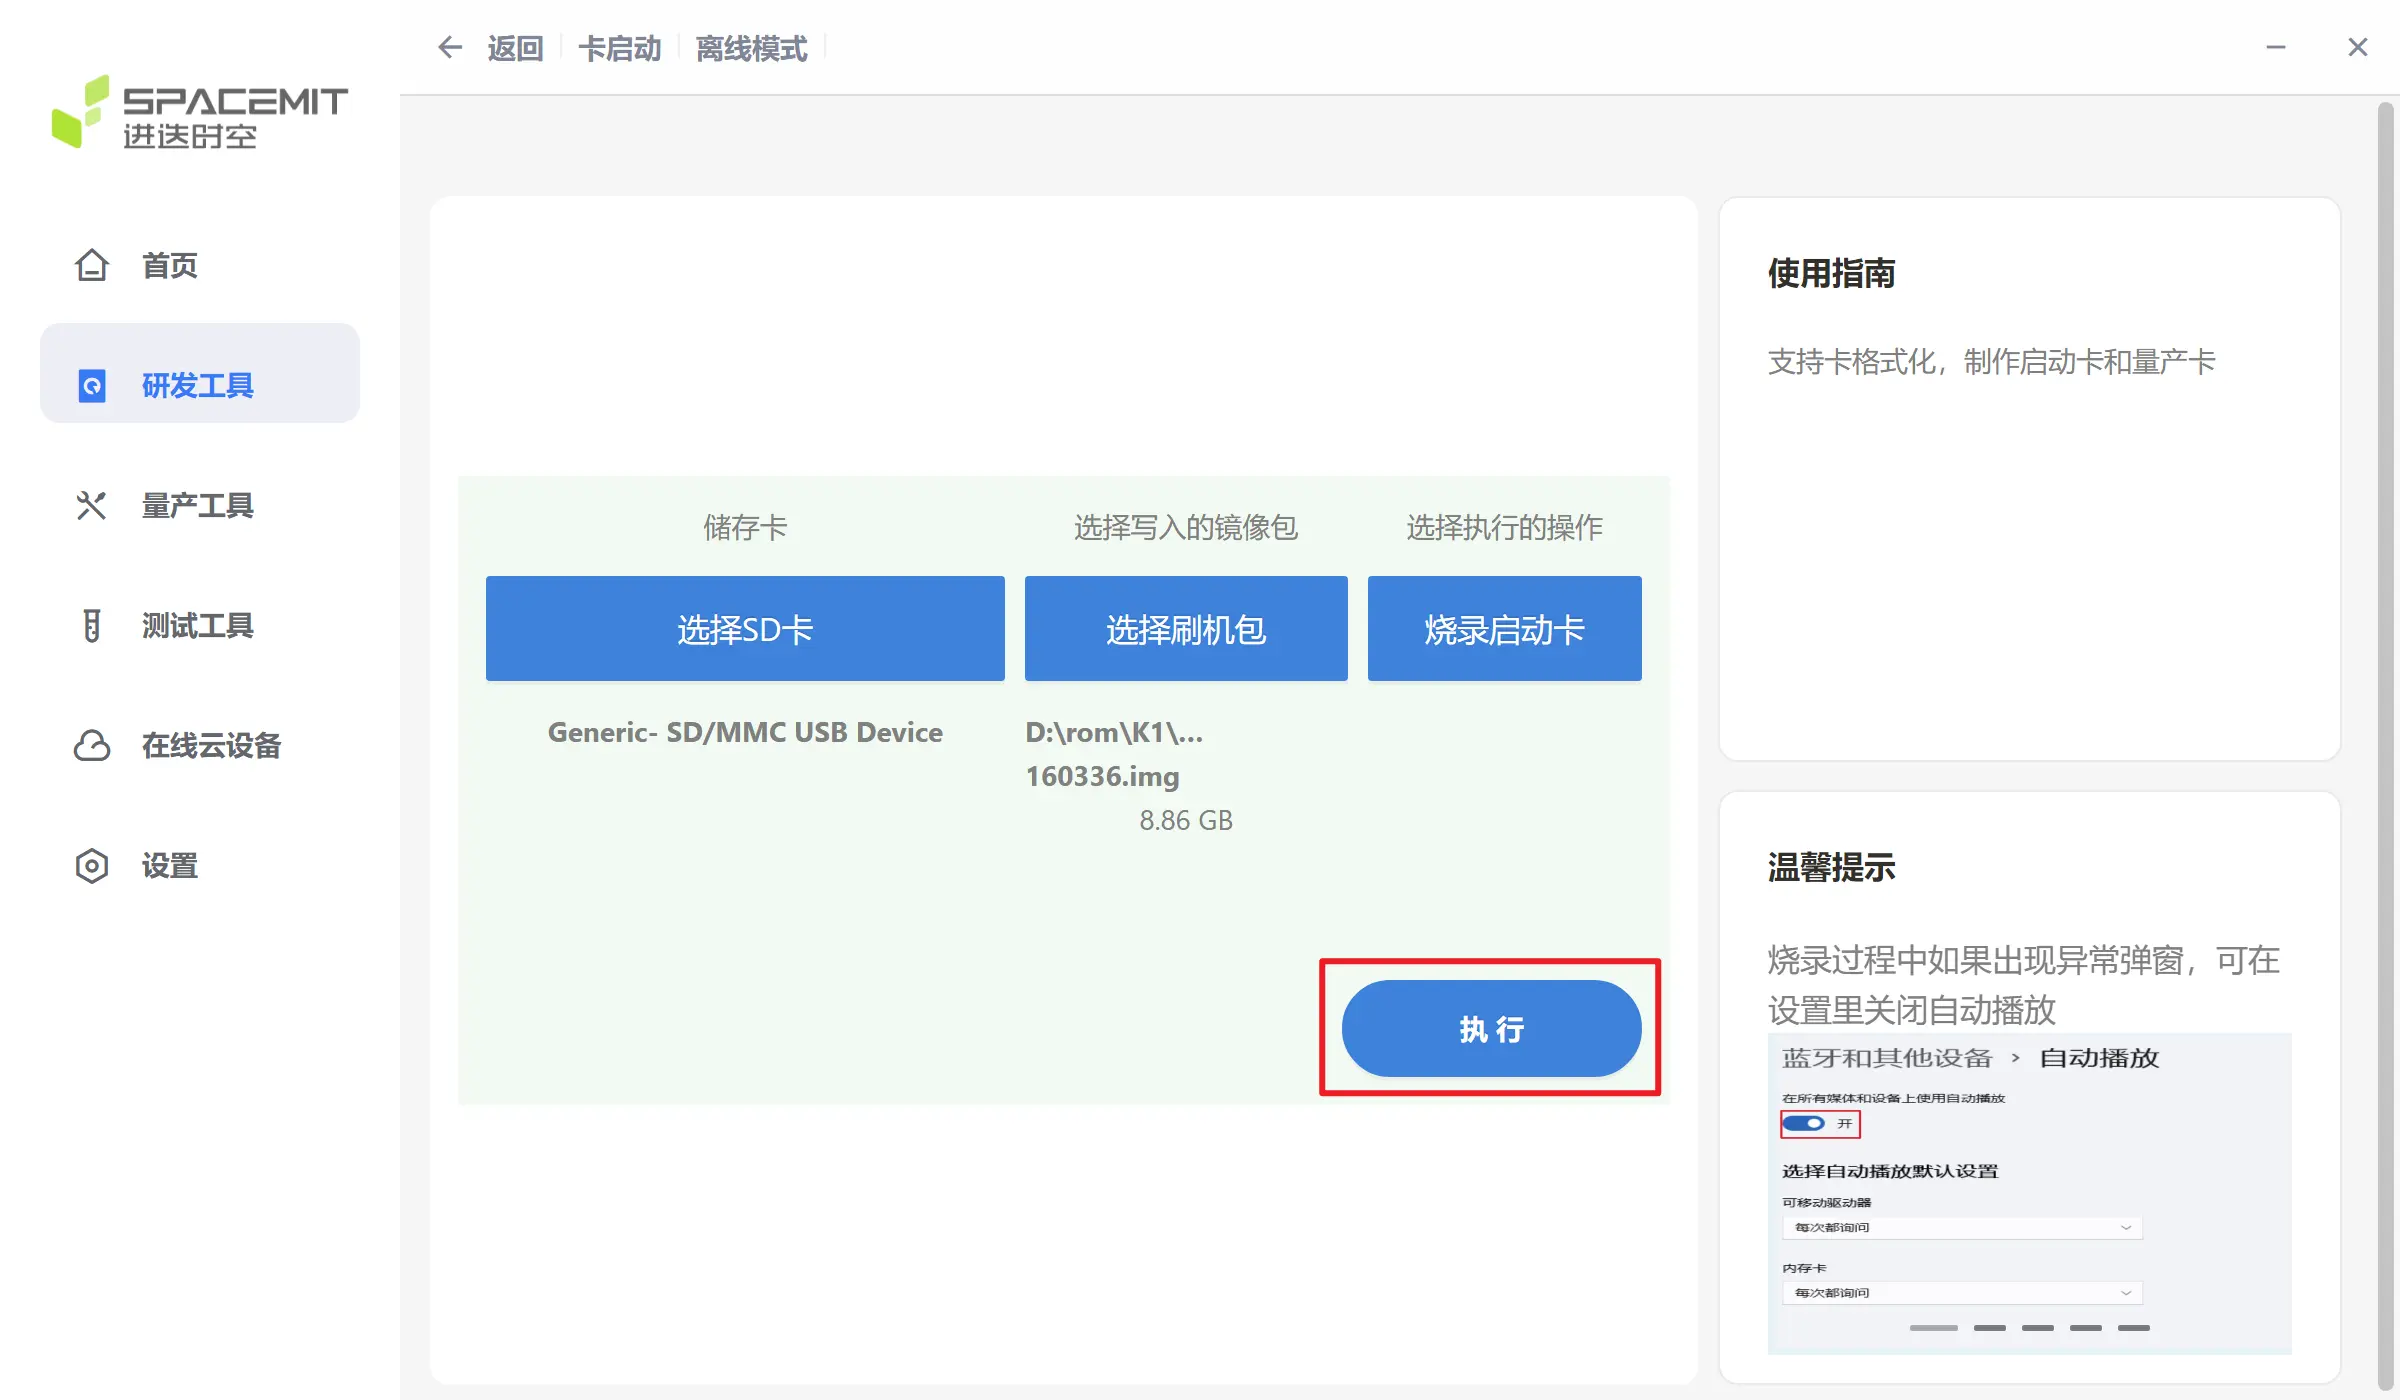 SPACEMIT
进迭时空
首页
研发工具
量产工具
测试工具
在线云设备
设置
返回
卡启动
离线模式
储存卡
选择写入的镜像包
选择执行的操作
选择SD卡
选择刷机包
烧录启动卡
Generic- SD/MMC USB Device
D:\rom\K1\...
160336.img
8.86 GB
执 行
使用指南
支持卡格式化，制作启动卡和量产卡
温馨提示
烧录过程中如果出现异常弹窗，可在
设置里关闭自动播放
蓝牙和其他设备 › 自动播放
在所有媒体和设备上使用自动播放
开
选择自动播放默认设置
可移动驱动器
每次都询问
内存卡
每次都询问